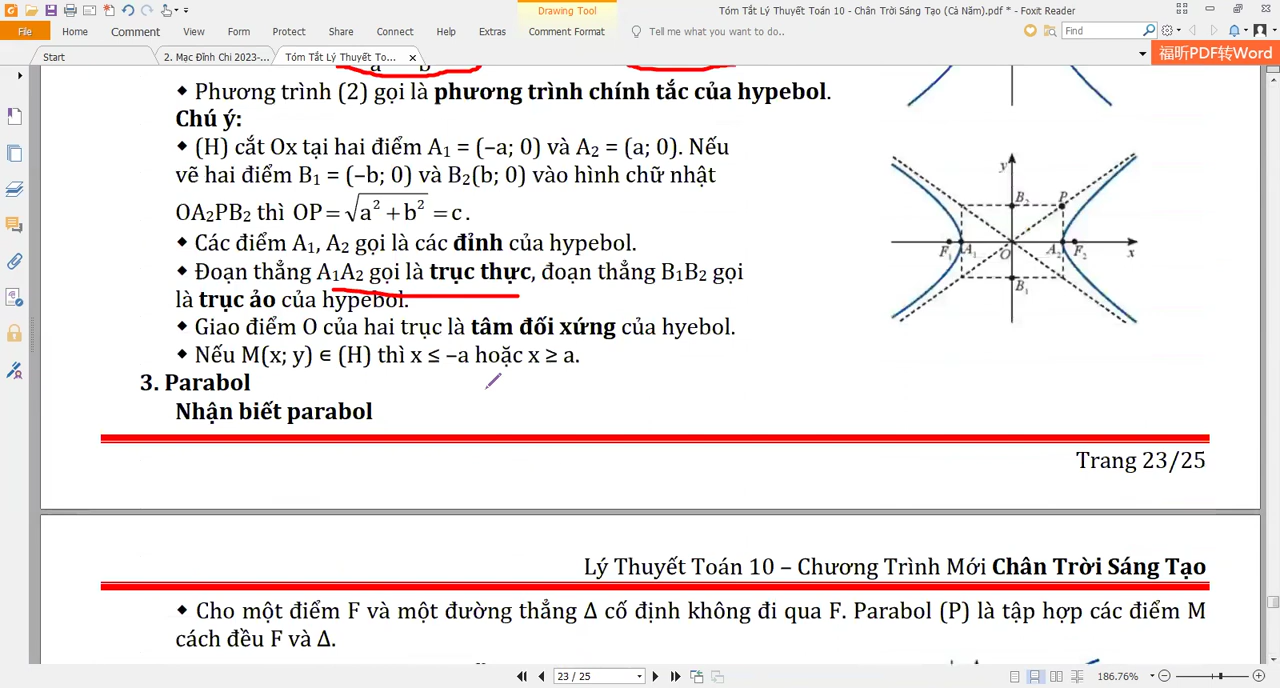 Drawing Tool
Tóm Tắt Lý Thuyết Toán 10 - Chân Trời Sáng Tạo (Cả Năm).pdf * - Foxit Reader
File Home Comment View Form Protect Share Connect Help Extras Comment Format Tell me what you want to do.. Find
Start 2. Mạc Đĩnh Chi 2023-... Tóm Tắt Lý Thuyết To... 福昕PDF转Word
◆ Phương trình (2) gọi là phương trình chính tắc của hypebol.
Chú ý:
◆ (H) cắt Ox tại hai điểm A₁ = (–a; 0) và A₂ = (a; 0). Nếu
vẽ hai điểm B₁ = (–b; 0) và B₂(b; 0) vào hình chữ nhật
OA₂PB₂ thì OP = √(a² + b²) = c.
◆ Các điểm A₁, A₂ gọi là các đỉnh của hypebol.
◆ Đoạn thẳng A₁A₂ gọi là trục thực, đoạn thẳng B₁B₂ gọi
là trục ảo của hypebol.
◆ Giao điểm O của hai trục là tâm đối xứng của hyebol.
◆ Nếu M(x; y) ∈ (H) thì x ≤ –a hoặc x ≥ a.
y
B₂ P
F₁ A₁ O A₂ F₂ x
B₁
3. Parabol
Nhận biết parabol
Trang 23/25
Lý Thuyết Toán 10 – Chương Trình Mới Chân Trời Sáng Tạo
◆ Cho một điểm F và một đường thẳng Δ cố định không đi qua F. Parabol (P) là tập hợp các điểm M
cách đều F và Δ.
23 / 25 186.76%